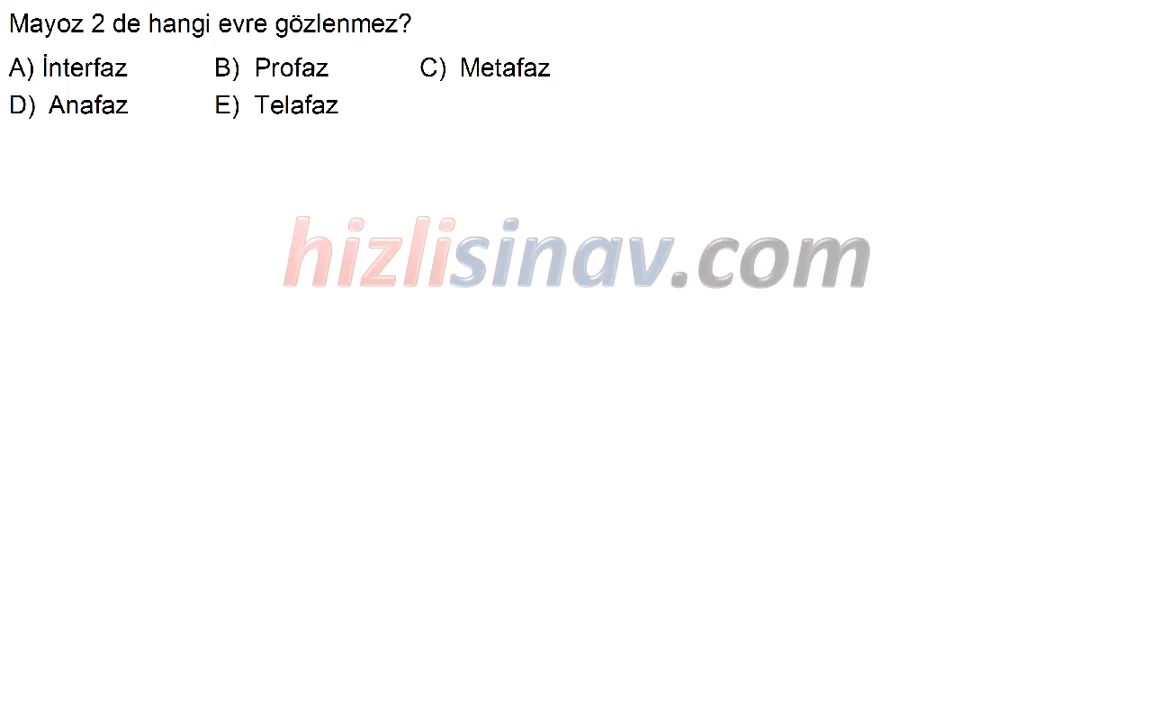 Mayoz 2 de hangi evre gözlenmez?
A) İnterfaz B) Profaz C) Metafaz
D) Anafaz E) Telafaz
hizlisinav.com